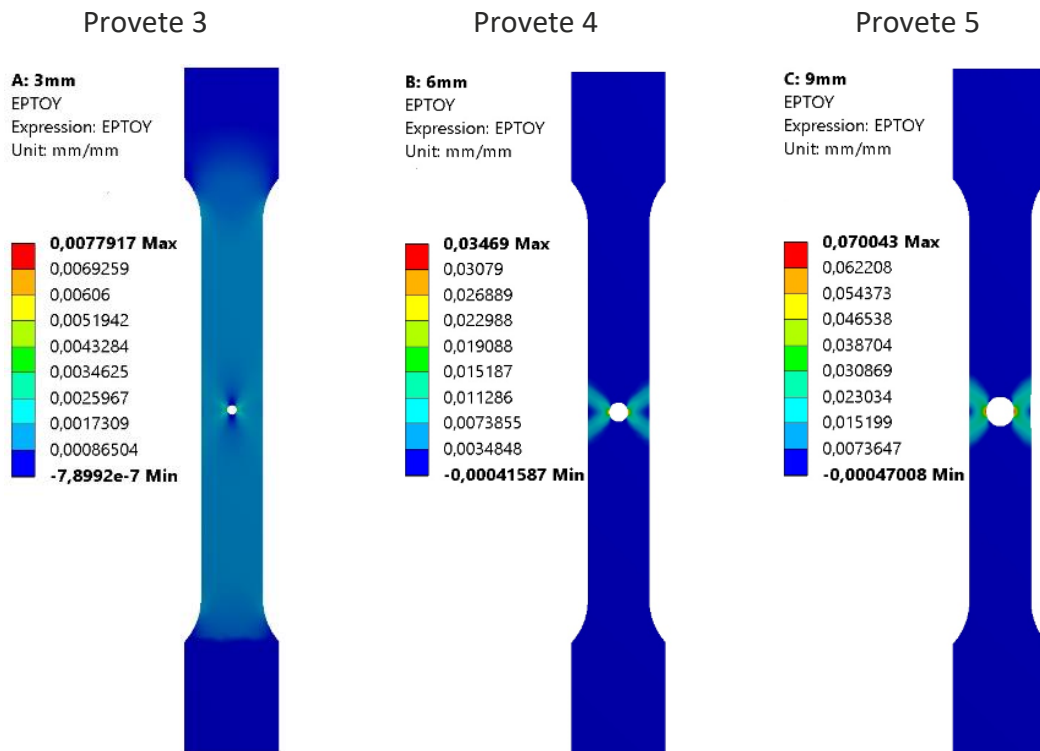 Provete 3
Provete 4
Provete 5
A: 3mm
EPTOY
Expression: EPTOY
Unit: mm/mm
0,0077917 Max
0,0069259
0,00606
0,0051942
0,0043284
0,0034625
0,0025967
0,0017309
0,00086504
-7,8992e-7 Min
B: 6mm
EPTOY
Expression: EPTOY
Unit: mm/mm
0,03469 Max
0,03079
0,026889
0,022988
0,019088
0,015187
0,011286
0,0073855
0,0034848
-0,00041587 Min
C: 9mm
EPTOY
Expression: EPTOY
Unit: mm/mm
0,070043 Max
0,062208
0,054373
0,046538
0,038704
0,030869
0,023034
0,015199
0,0073647
-0,00047008 Min